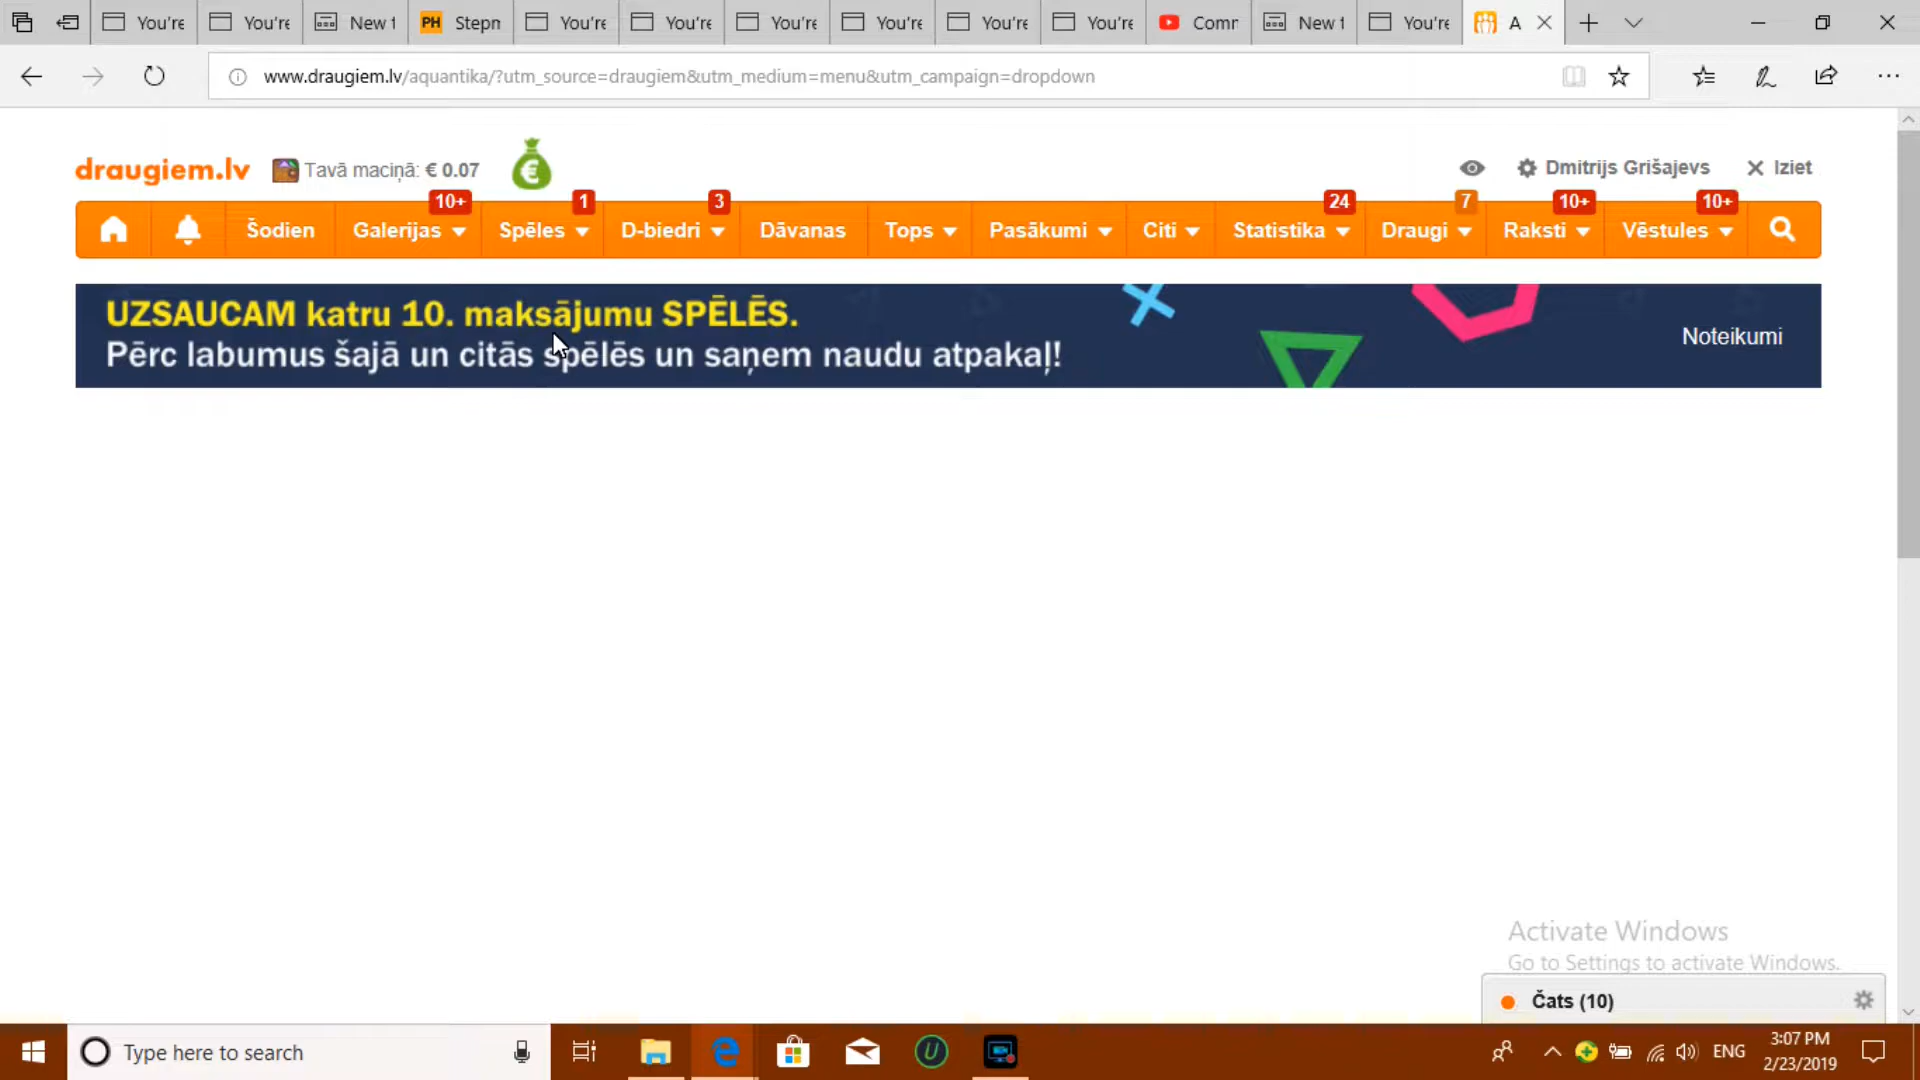 You're
You're
New t
PH Stepm
You're
You're
You're
You're
You're
You're
Comm
New t
You're
A
www.draugiem.lv/aquantika/?utm_source=draugiem&utm_medium=menu&utm_campaign=dropdown
draugiem.lv
Tavā maciņā: € 0.07
Dmitrijs Grišajevs
Iziet
10+
1
3
24
7
10+
10+
Šodien
Galerijas
Spēles
D-biedri
Dāvanas
Tops
Pasākumi
Citi
Statistika
Draugi
Raksti
Vēstules
UZSAUCAM katru 10. maksājumu SPĒLĒS.
Pērc labumus šajā un citās spēlēs un saņem naudu atpakaļ!
Noteikumi
Activate Windows
Go to Settings to activate Windows.
Čats (10)
Type here to search
ENG
3:07 PM
2/23/2019